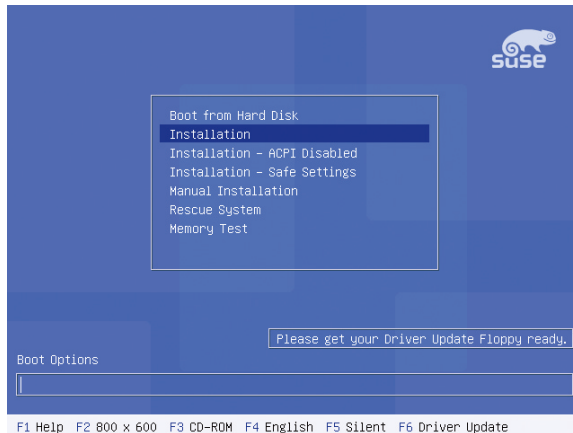 suse
Boot from Hard Disk
Installation
Installation – ACPI Disabled
Installation – Safe Settings
Manual Installation
Rescue System
Memory Test
Please get your Driver Update Floppy ready.
Boot Options
F1 Help F2 800 x 600 F3 CD-ROM F4 English F5 Silent F6 Driver Update